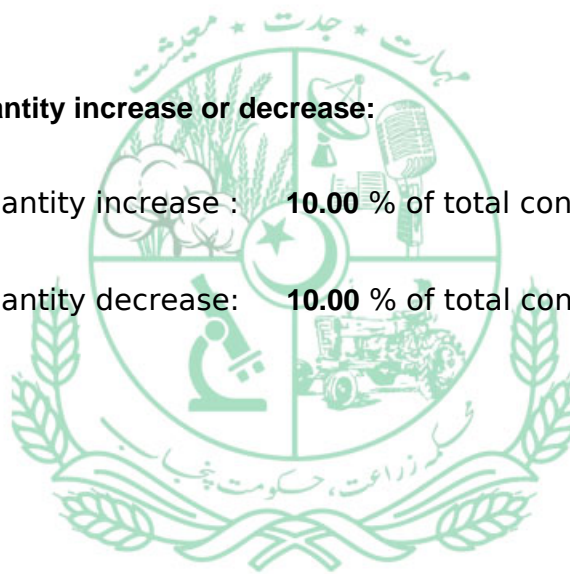 مہارت ★ جدت ★ معیشت
antity increase or decrease:
antity increase : 10.00 % of total con
antity decrease: 10.00 % of total con
محکمہ زراعت، حکومت پنجاب